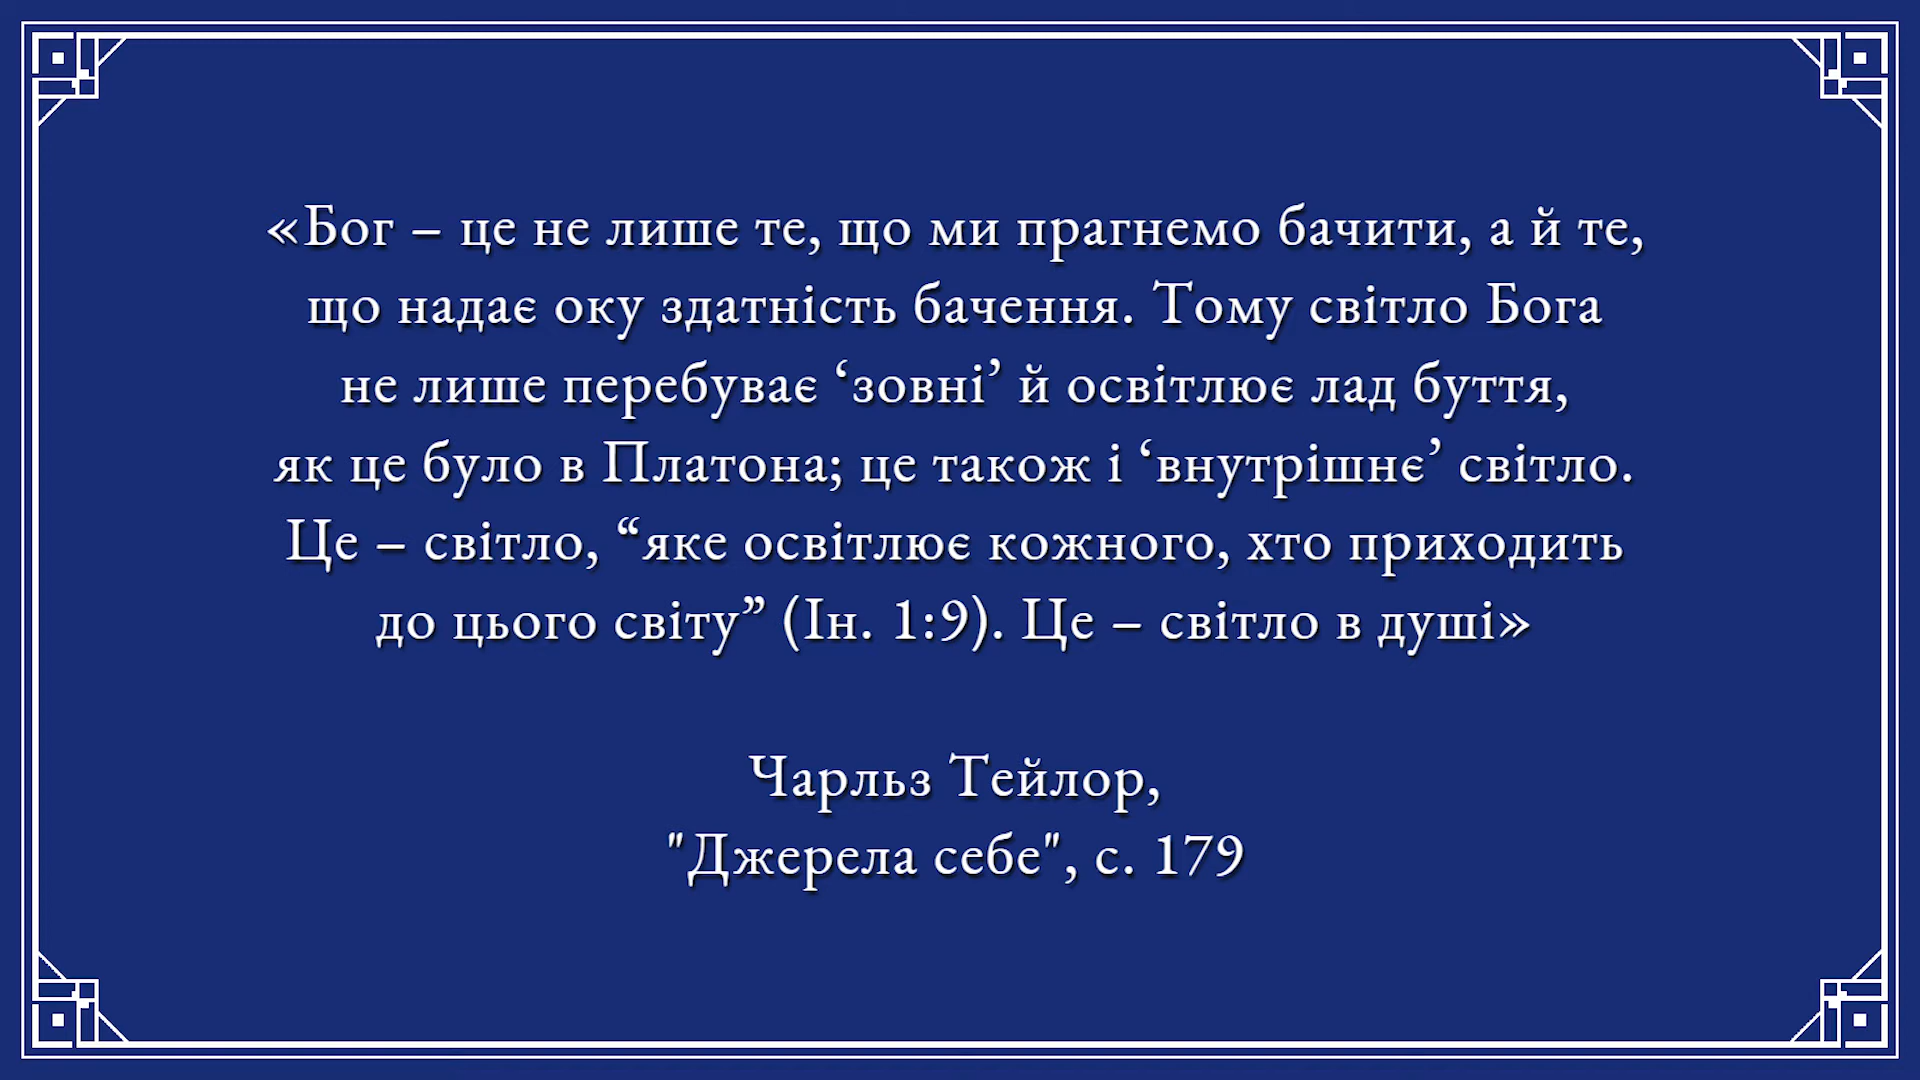 «Бог – це не лише те, що ми прагнемо бачити, а й те,
що надає оку здатність бачення. Тому світло Бога
не лише перебуває ‘зовні’ й освітлює лад буття,
як це було в Платона; це також і ‘внутрішнє’ світло.
Це – світло, “яке освітлює кожного, хто приходить
до цього світу” (Ін. 1:9). Це – світло в душі»
Чарльз Тейлор,
"Джерела себе", с. 179